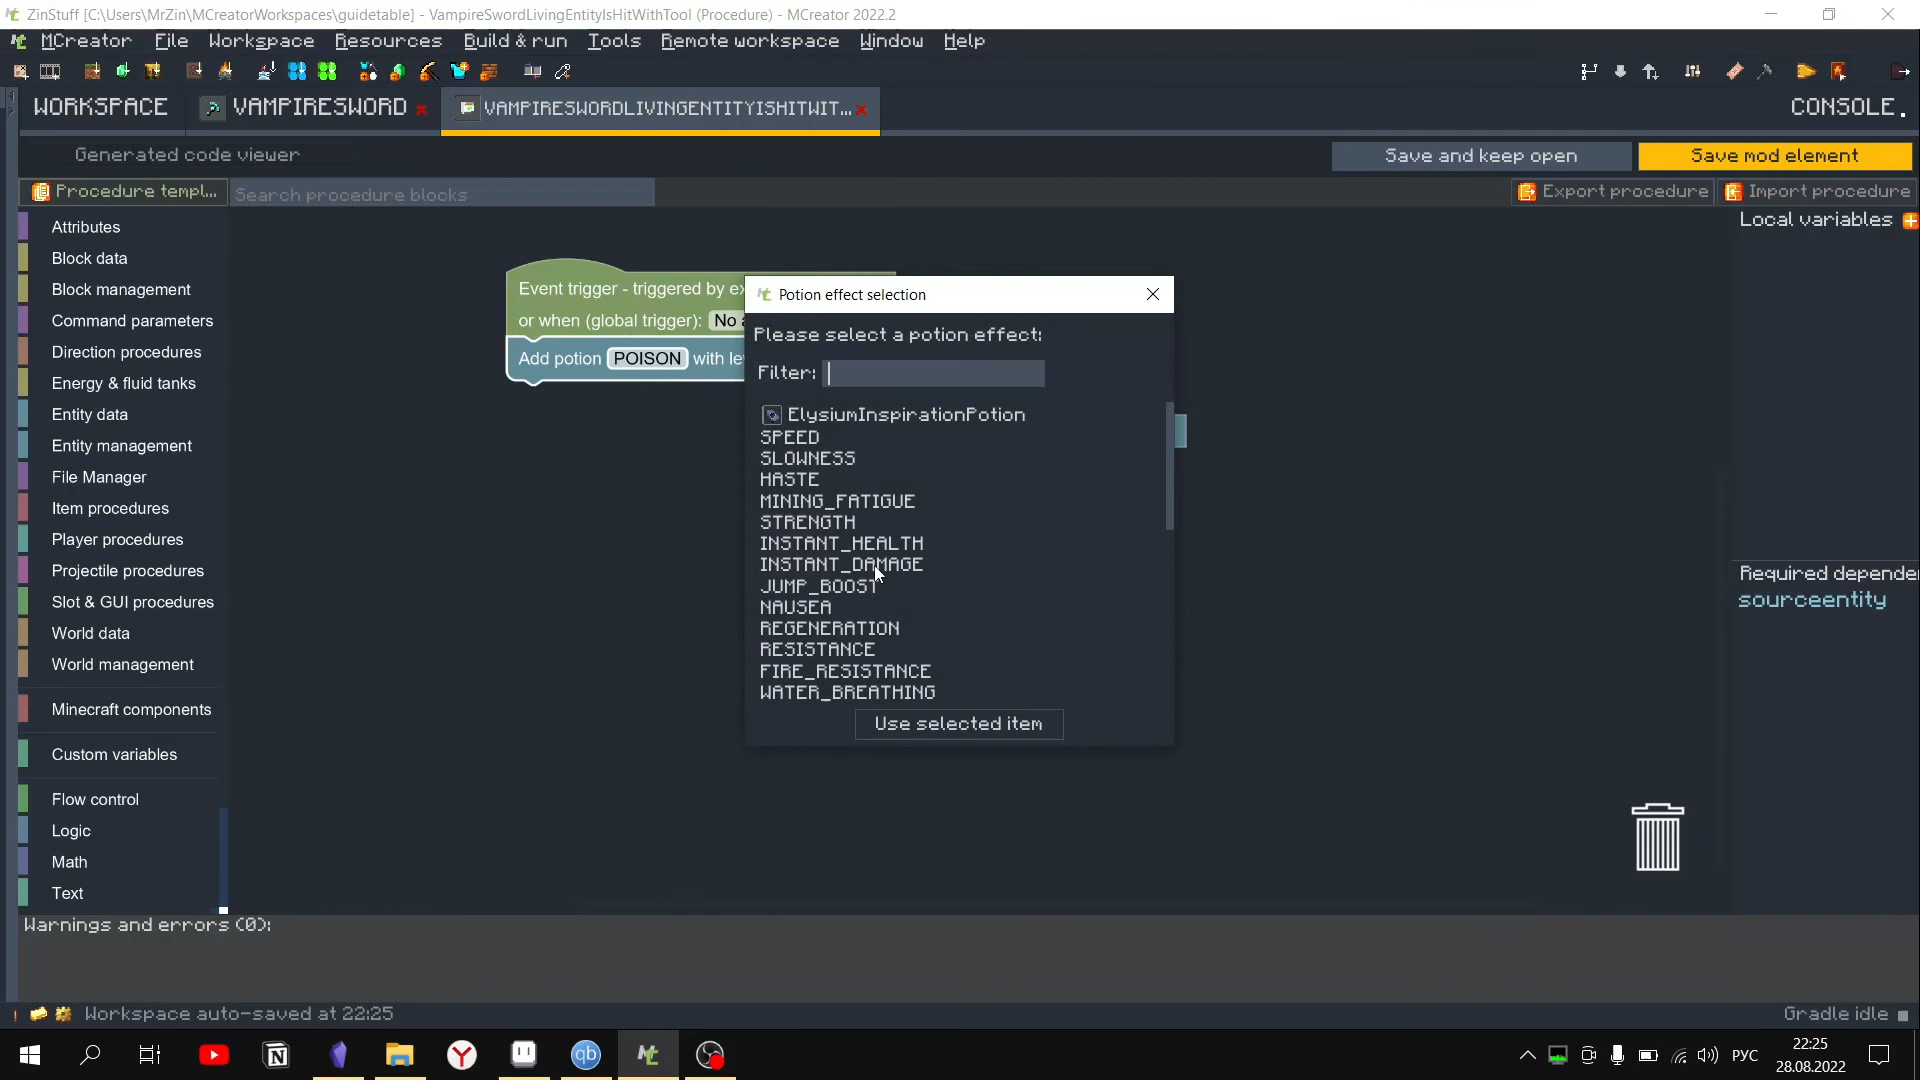 ZinStuff [C:\Users\MrZin\MCreatorWorkspaces\guidetable] - VampireSwordLivingEntityIsHitWithTool (Procedure) - MCreator 2022.2
MCreator File Workspace Resources Build & run Tools Remote workspace Window Help
WORKSPACE VAMPIRESWORD VAMPIRESWORDLIVINGENTITYISHITWIT... CONSOLE
Generated code viewer Save and keep open Save mod element
Procedure templ... Search procedure blocks Export procedure Import procedure
Local variables
Attributes
Block data
Block management
Command parameters
Direction procedures
Energy & fluid tanks
Entity data
Entity management
File Manager
Item procedures
Player procedures
Projectile procedures
Slot & GUI procedures
World data
World management
Minecraft components
Custom variables
Flow control
Logic
Math
Text
Event trigger - triggered by ex
or when (global trigger): No a
Add potion POISON with le
Potion effect selection
Please select a potion effect:
Filter:
ElysiumInspirationPotion
SPEED
SLOWNESS
HASTE
MINING_FATIGUE
STRENGTH
INSTANT_HEALTH
INSTANT_DAMAGE
JUMP_BOOST
NAUSEA
REGENERATION
RESISTANCE
FIRE_RESISTANCE
WATER_BREATHING
Use selected item
Required depende
sourceentity
Warnings and errors (0):
Workspace auto-saved at 22:25 Gradle idle
РУС
22:25
28.08.2022